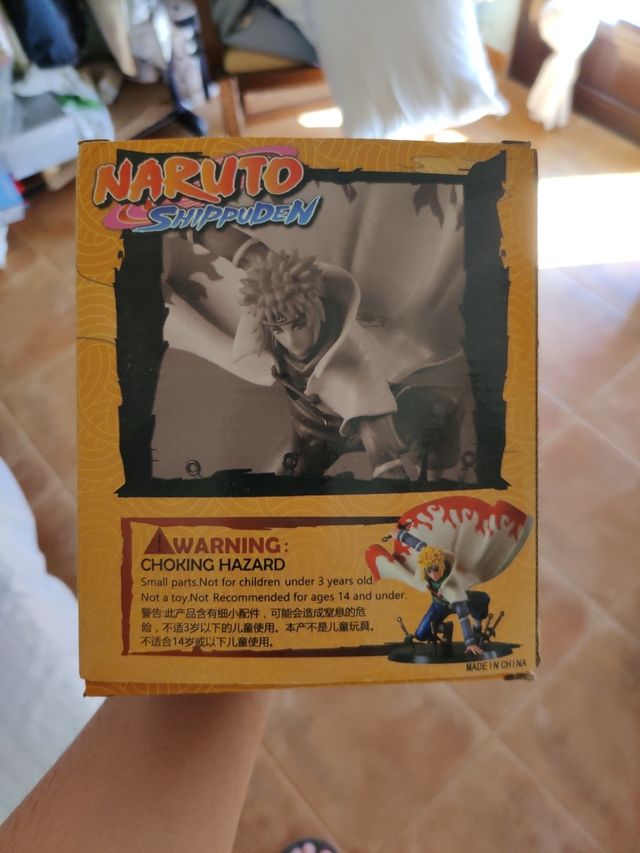 NARUTO
SHIPPUDEN
WARNING:
CHOKING HAZARD
Small parts.Not for children under 3 years old.
Not a toy.Not Recommended for ages 14 and under.
警告:此产品含有细小配件，可能会造成窒息的危
险，不适3岁以下的儿童使用。本产不是儿童玩具。
不适合14岁或以下儿童使用。
MADE IN CHINA